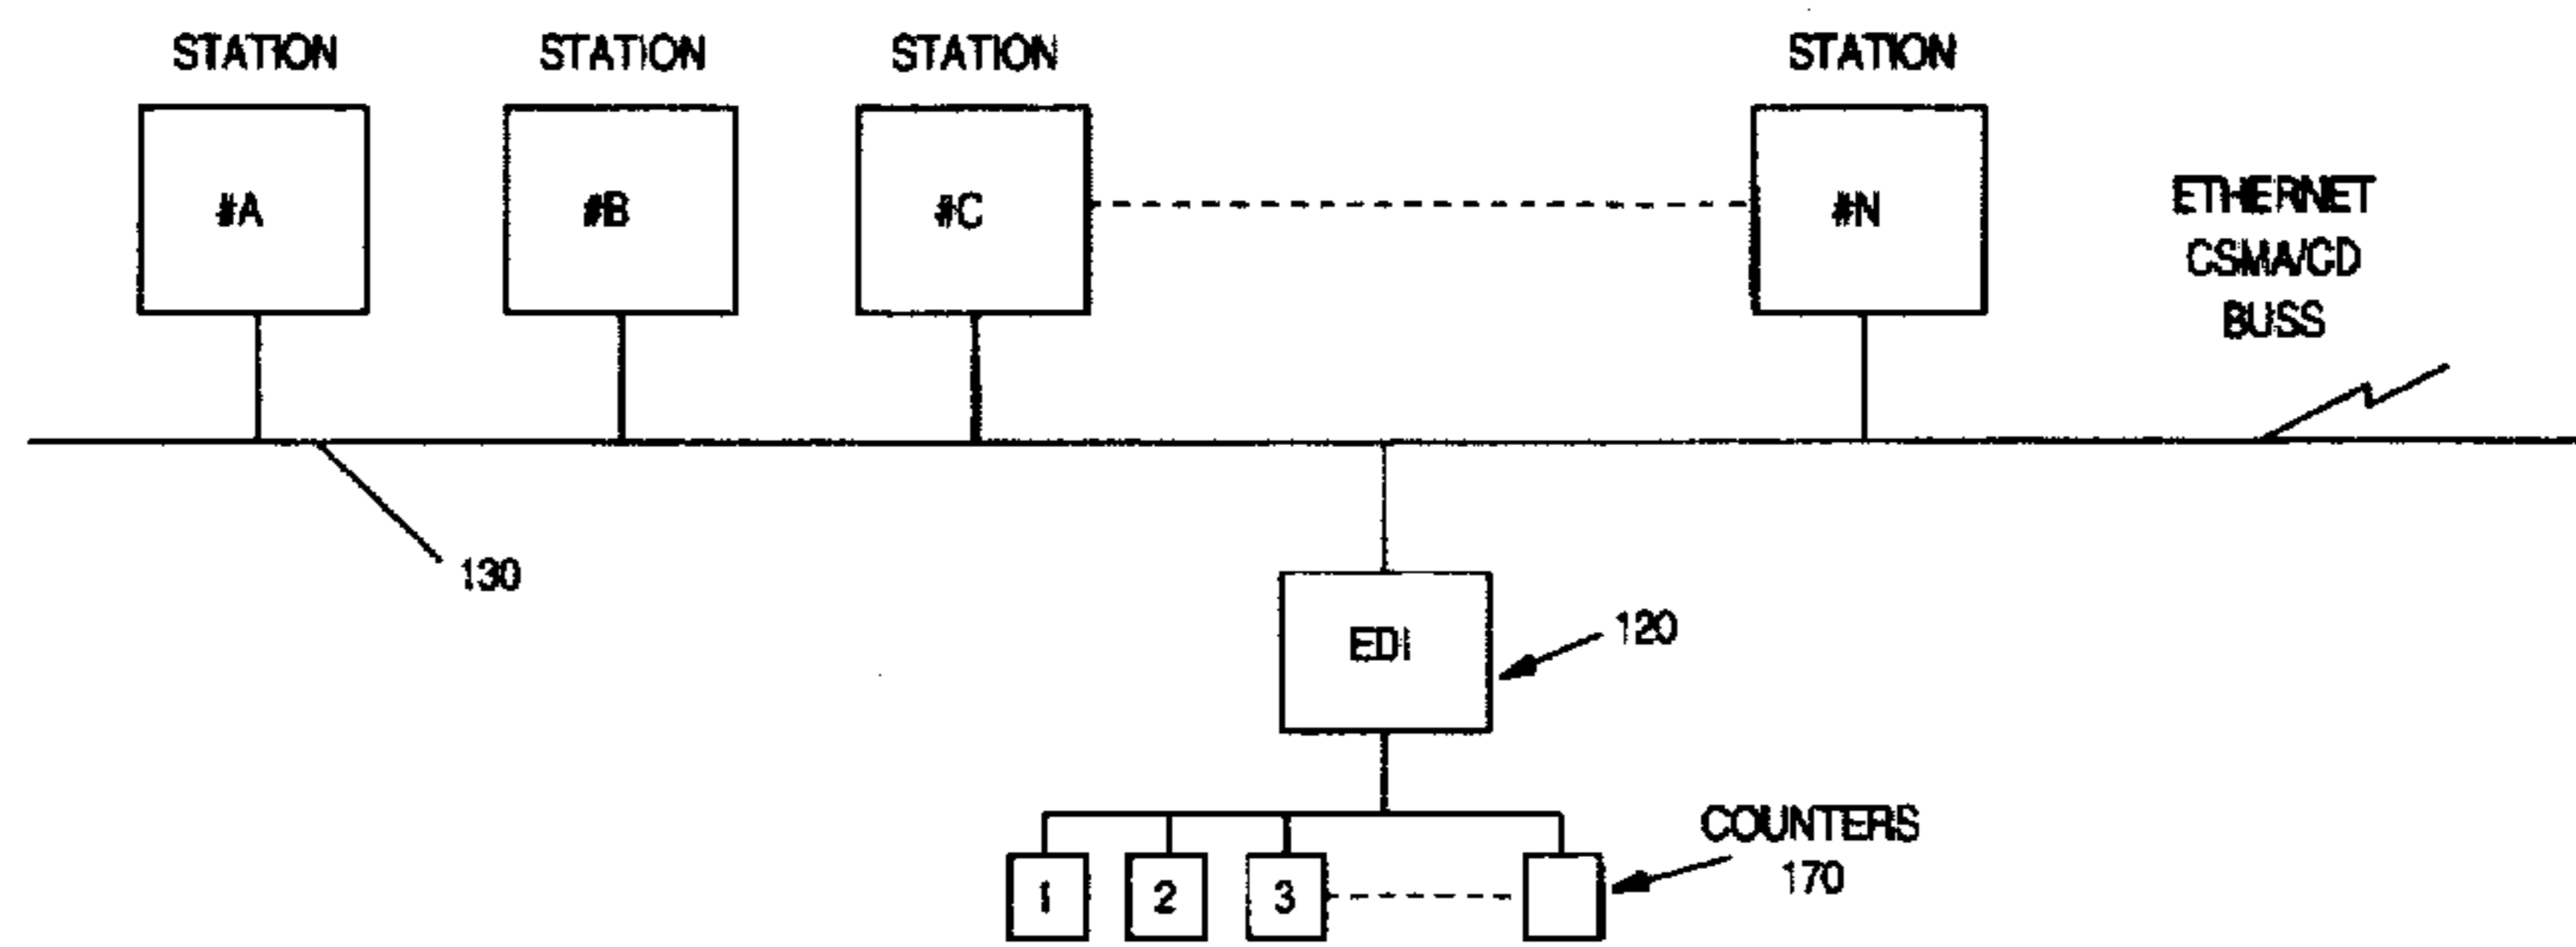 STATION STATION STATION STATION
#A #B #C #N
ETHERNET
CSMA/CD
BUSS
130
EDI
120
COUNTERS
170
1 2 3